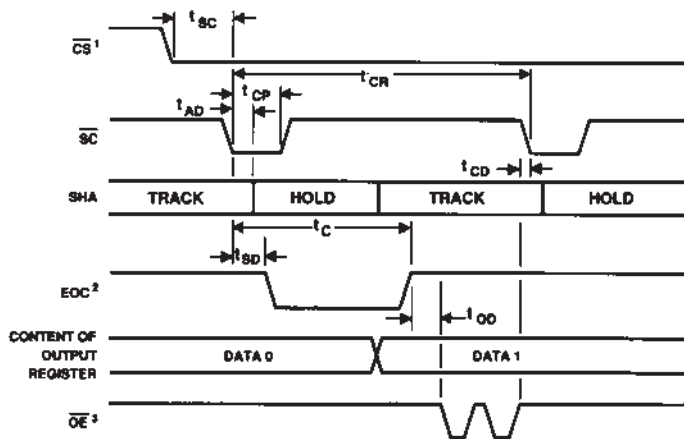 t SC
CS 1
t CR
t CP
t AD
SC
t CD
SHA TRACK HOLD TRACK HOLD
t C
t SD
EOC 2
t OD
CONTENT OF
OUTPUT
REGISTER
DATA 0 DATA 1
OE 3